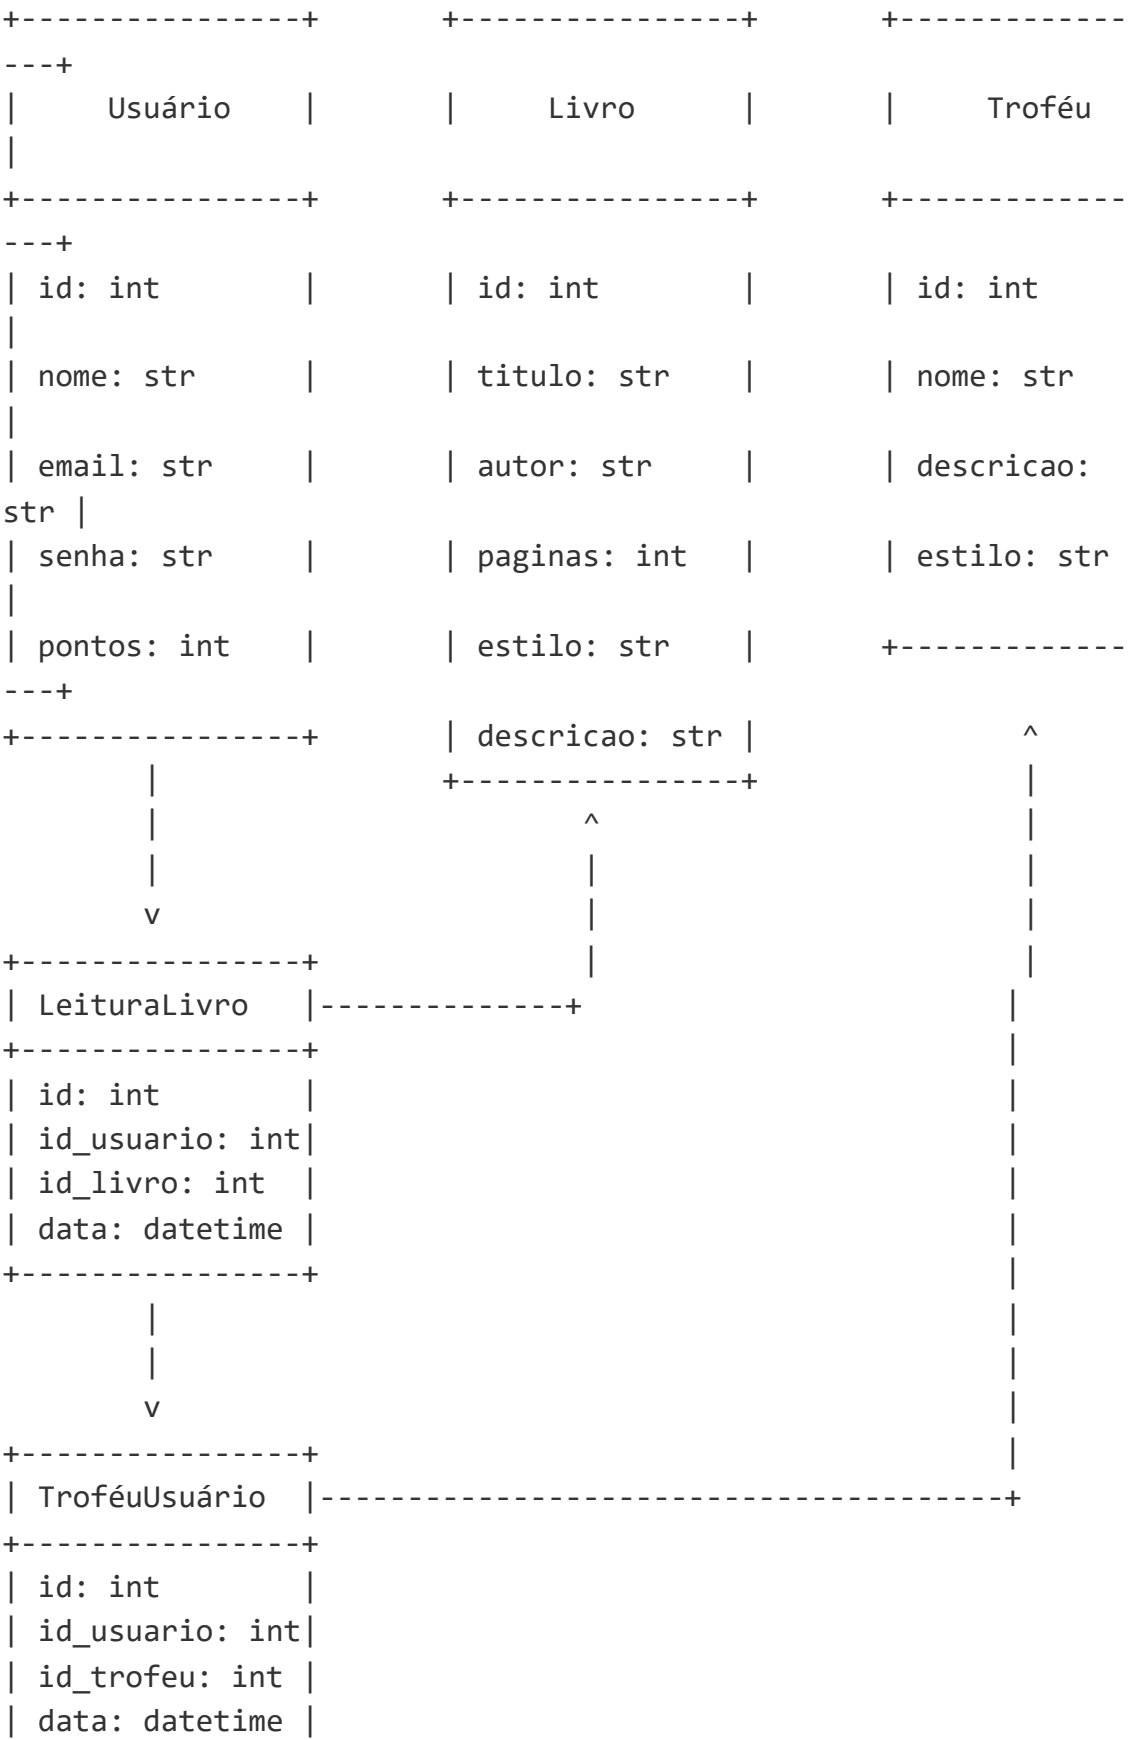 +----------------+       +----------------+       +-------------
---+
|     Usuário    |       |     Livro      |       |     Troféu
|
+----------------+       +----------------+       +-------------
---+
| id: int        |       | id: int        |       | id: int
|
| nome: str      |       | titulo: str    |       | nome: str
|
| email: str     |       | autor: str     |       | descricao:
str |
| senha: str     |       | paginas: int   |       | estilo: str
|
| pontos: int    |       | estilo: str    |       +-------------
---+
+----------------+       | descricao: str |               ^
        |                +----------------+               |
        |                        ^                        |
        |                        |                        |
        v                        |                        |
+----------------+               |                        |
| LeituraLivro   |--------------+                        |
+----------------+                                       |
| id: int        |                                       |
| id_usuario: int|                                       |
| id_livro: int  |                                       |
| data: datetime |                                       |
+----------------+                                       |
        |                                                |
        |                                                |
        v                                                |
+----------------+                                       |
| TroféuUsuário  |---------------------------------------+
+----------------+
| id: int        |
| id_usuario: int|
| id_trofeu: int |
| data: datetime |